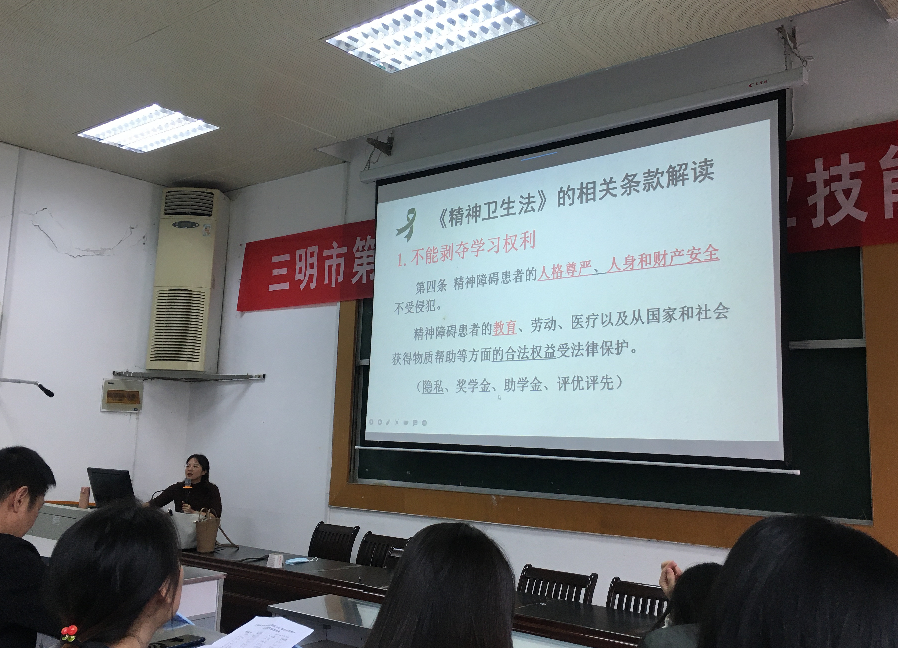 《精神卫生法》的相关条款解读
1. 不能剥夺学习权利
第四条 精神障碍患者的人格尊严、人身和财产安全
不受侵犯。
精神障碍患者的教育、劳动、医疗以及从国家和社会
获得物质帮助等方面的合法权益受法律保护。
（隐私、奖学金、助学金、评优评先）
三明市第
业技能